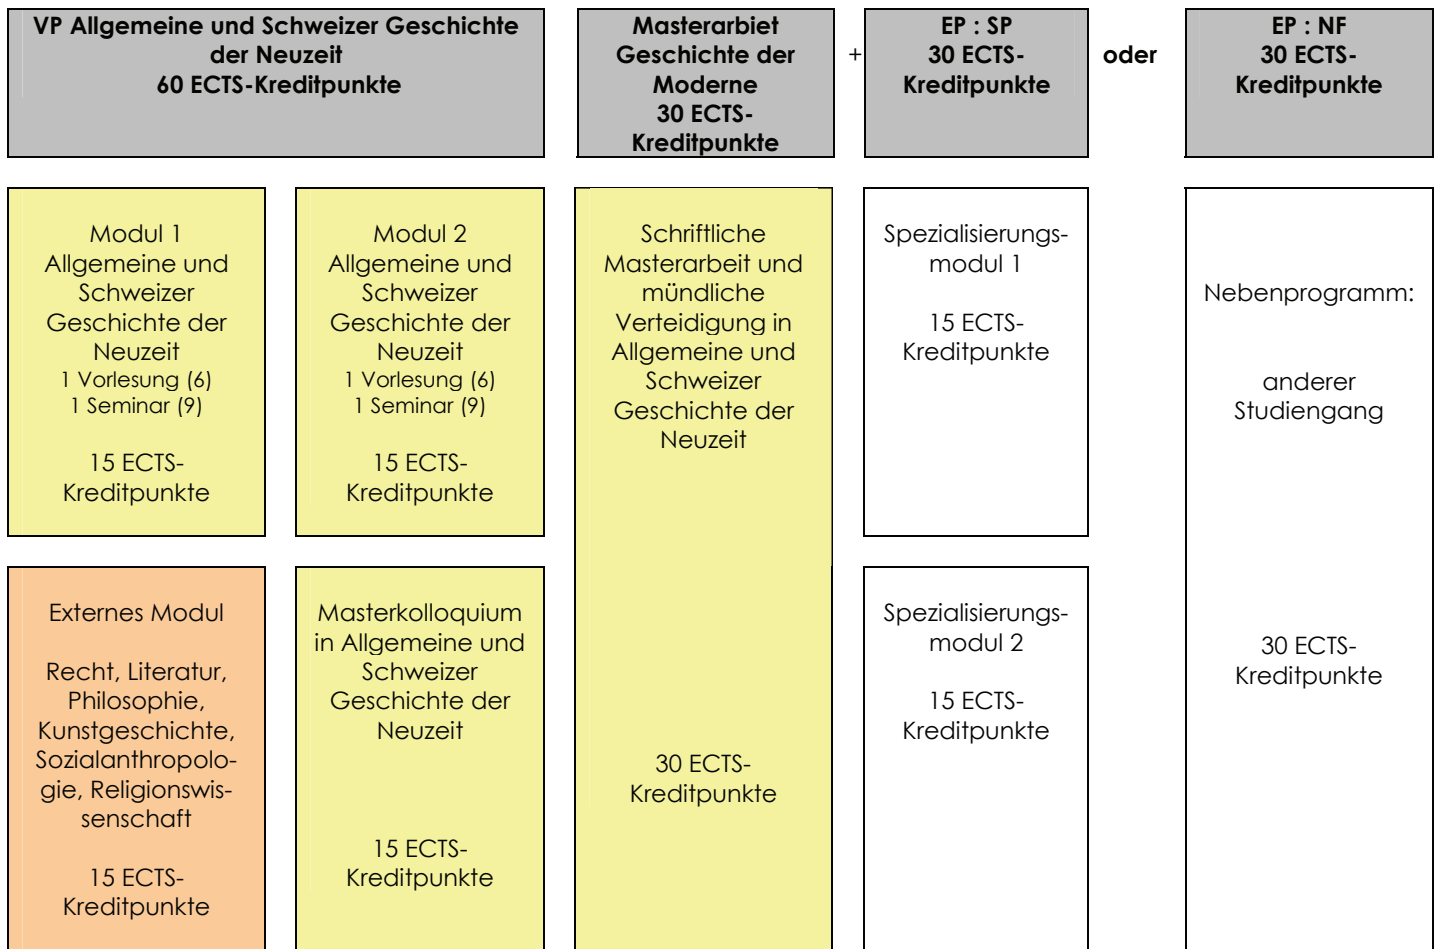 VP Allgemeine und Schweizer Geschichte
der Neuzeit
60 ECTS-Kreditpunkte
Masterarbiet
Geschichte der
Moderne
30 ECTS-
Kreditpunkte
+
EP : SP
30 ECTS-
Kreditpunkte
oder
EP : NF
30 ECTS-
Kreditpunkte
Modul 1
Allgemeine und
Schweizer
Geschichte der
Neuzeit
1 Vorlesung (6)
1 Seminar (9)
15 ECTS-
Kreditpunkte
Modul 2
Allgemeine und
Schweizer
Geschichte der
Neuzeit
1 Vorlesung (6)
1 Seminar (9)
15 ECTS-
Kreditpunkte
Schriftliche
Masterarbeit und
mündliche
Verteidigung in
Allgemeine und
Schweizer
Geschichte der
Neuzeit
30 ECTS-
Kreditpunkte
Spezialisierungs-
modul 1
15 ECTS-
Kreditpunkte
Nebenprogramm:
anderer
Studiengang
30 ECTS-
Kreditpunkte
Externes Modul
Recht, Literatur,
Philosophie,
Kunstgeschichte,
Sozialanthropolo-
gie, Religionswis-
senschaft
15 ECTS-
Kreditpunkte
Masterkolloquium
in Allgemeine und
Schweizer
Geschichte der
Neuzeit
15 ECTS-
Kreditpunkte
Spezialisierungs-
modul 2
15 ECTS-
Kreditpunkte